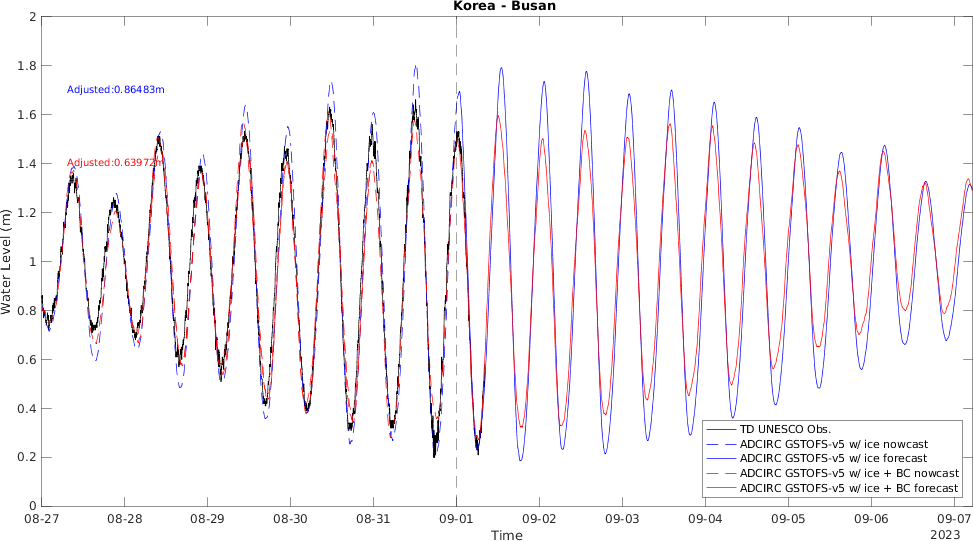 Korea - Busan
2
1.8
1.6
1.4
1.2
1
0.8
0.6
0.4
0.2
0
Water Level (m)
Adjusted:0.86483m
Adjusted:0.63972m
TD UNESCO Obs.
ADCIRC GSTOFS-v5 w/ ice nowcast
ADCIRC GSTOFS-v5 w/ ice forecast
ADCIRC GSTOFS-v5 w/ ice + BC nowcast
ADCIRC GSTOFS-v5 w/ ice + BC forecast
08-27 08-28 08-29 08-30 08-31 09-01 09-02 09-03 09-04 09-05 09-06 09-07
Time
2023